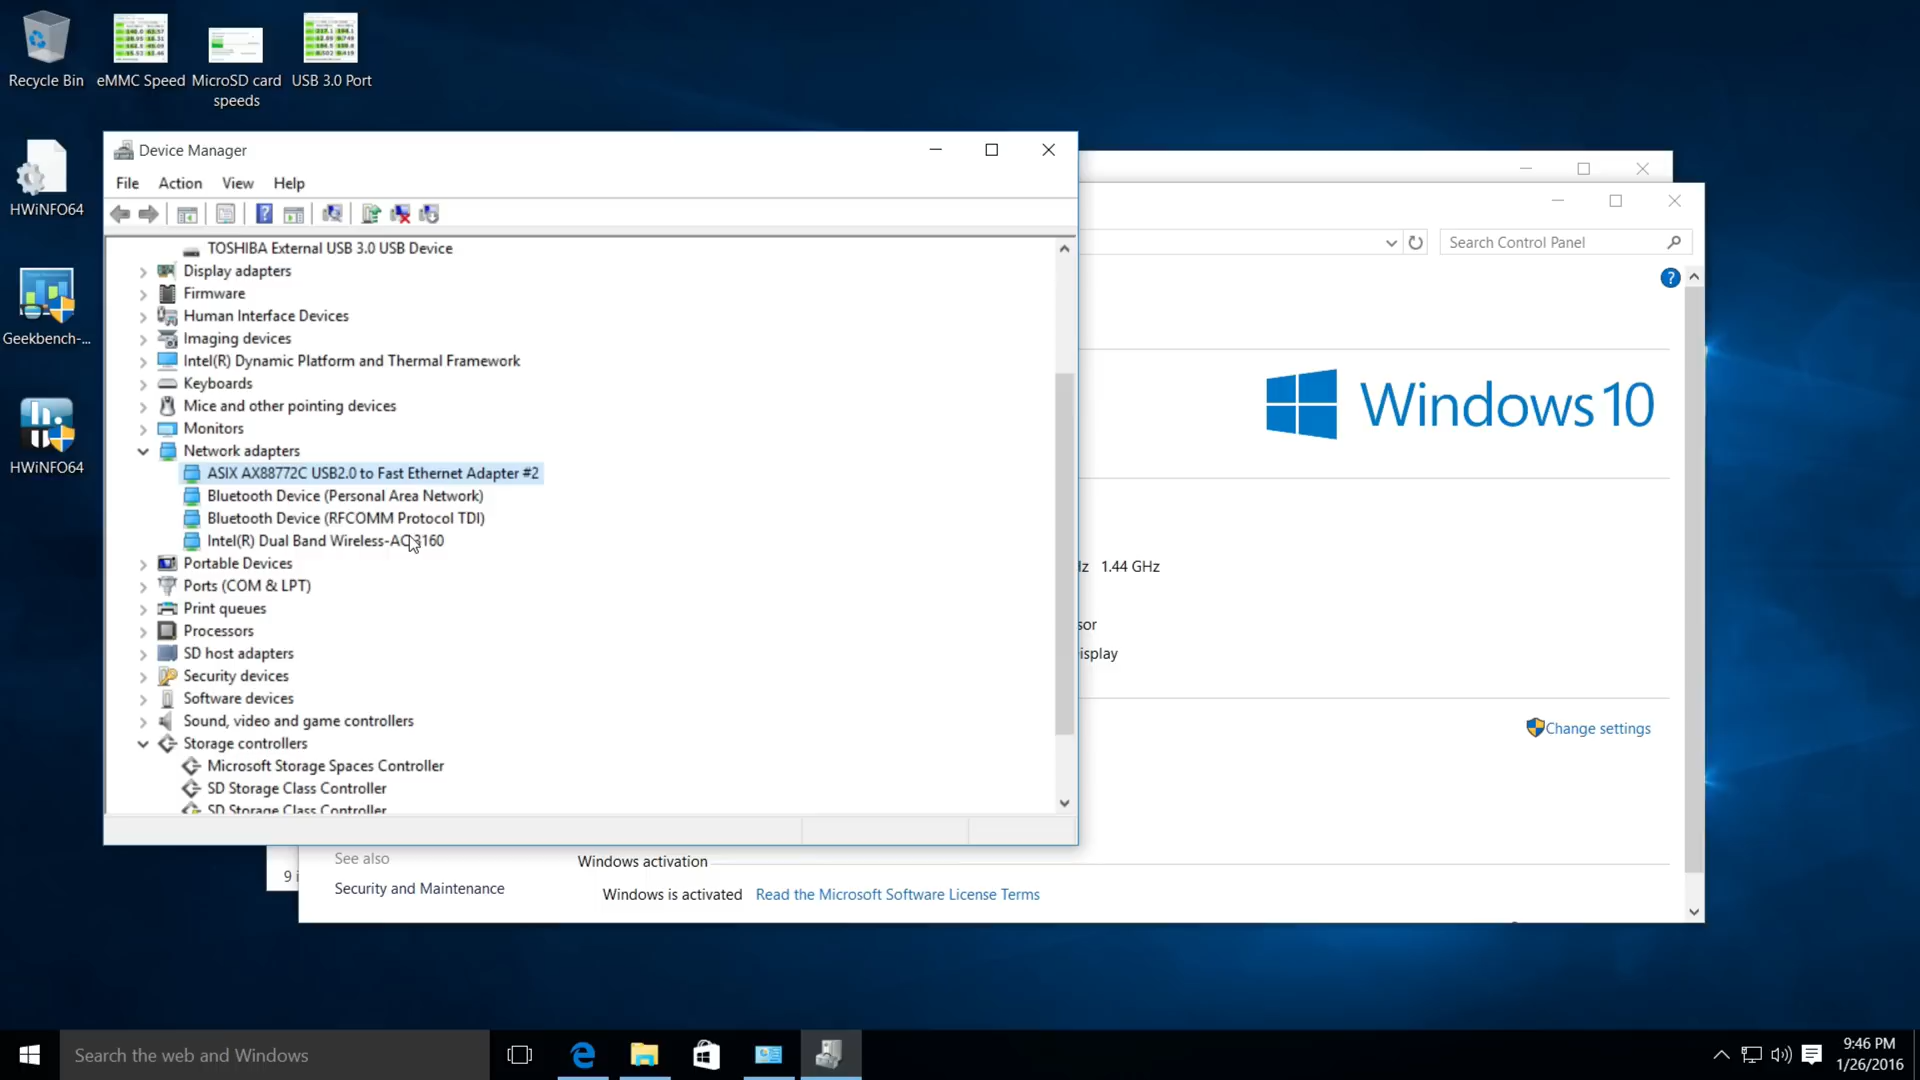 Recycle Bin
eMMC Speed
MicroSD card
speeds
USB 3.0 Port
HWiNFO64
Geekbench-...
HWiNFO64
Device Manager
File Action View Help
TOSHIBA External USB 3.0 USB Device
Display adapters
Firmware
Human Interface Devices
Imaging devices
Intel(R) Dynamic Platform and Thermal Framework
Keyboards
Mice and other pointing devices
Monitors
Network adapters
ASIX AX88772C USB2.0 to Fast Ethernet Adapter #2
Bluetooth Device (Personal Area Network)
Bluetooth Device (RFCOMM Protocol TDI)
Intel(R) Dual Band Wireless-AC 3160
Portable Devices
Ports (COM & LPT)
Print queues
Processors
SD host adapters
Security devices
Software devices
Sound, video and game controllers
Storage controllers
Microsoft Storage Spaces Controller
SD Storage Class Controller
SD Storage Class Controller
Search Control Panel
Windows 10
1.44 GHz
Change settings
9
See also
Security and Maintenance
Windows activation
Windows is activated Read the Microsoft Software License Terms
Search the web and Windows
9:46 PM
1/26/2016